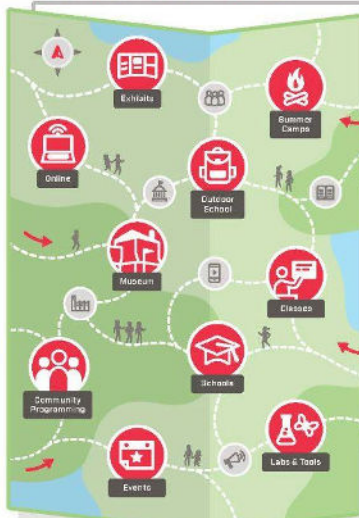 A
Exhibits
Summer
Camps
Online
Outdoor
School
Museum
Classes
Schools
Community
Programming
Labs & Tools
Events